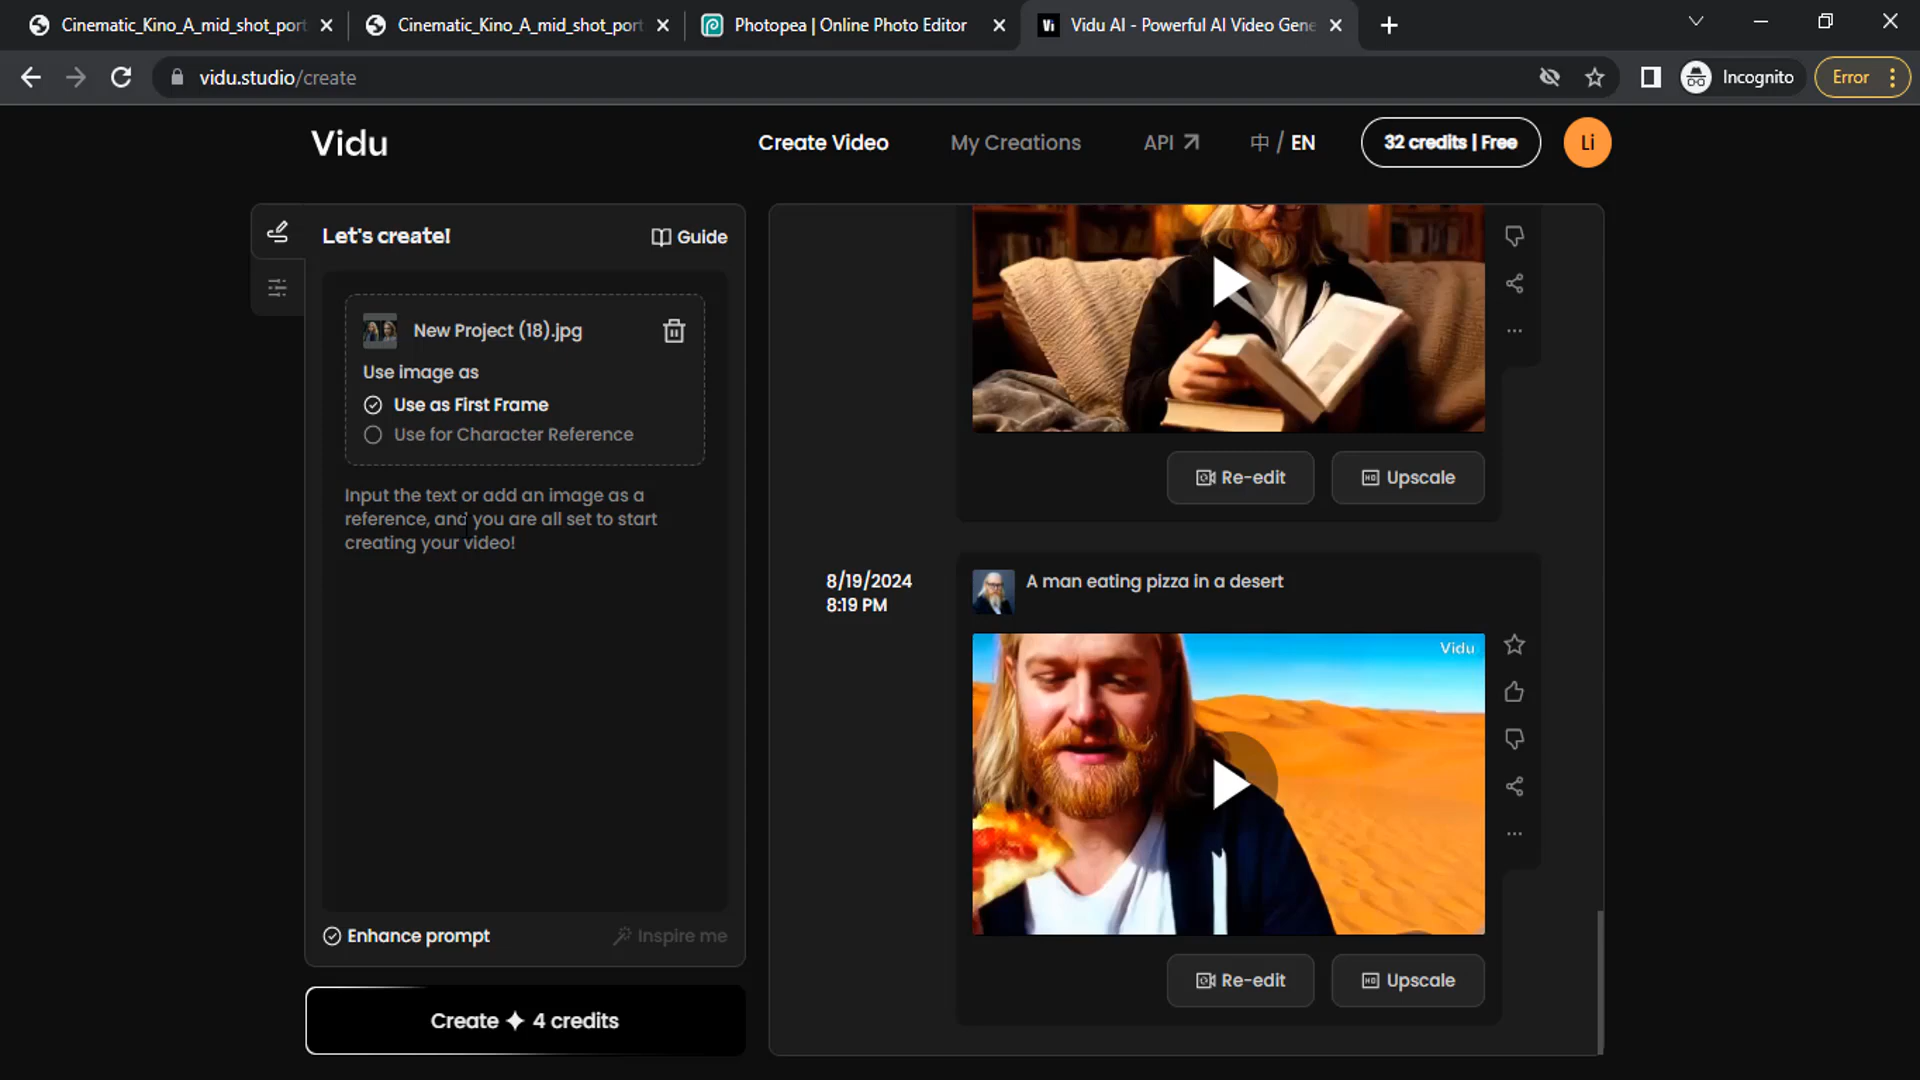 Cinematic_Kino_A_mid_shot_port
Cinematic_Kino_A_mid_shot_port
Photopea | Online Photo Editor
Vi
Vidu AI - Powerful AI Video Gene
vidu.studio/create
Incognito
Error
Vidu
Create Video
My Creations
API
中 / EN
32 credits | Free
Li
Let's create!
Guide
New Project (18).jpg
Use image as
Use as First Frame
Use for Character Reference
Input the text or add an image as a
reference, and you are all set to start
creating your video!
Enhance prompt
Inspire me
Create 4 credits
Re-edit
Upscale
8/19/2024
8:19 PM
A man eating pizza in a desert
Vidu
Re-edit
Upscale